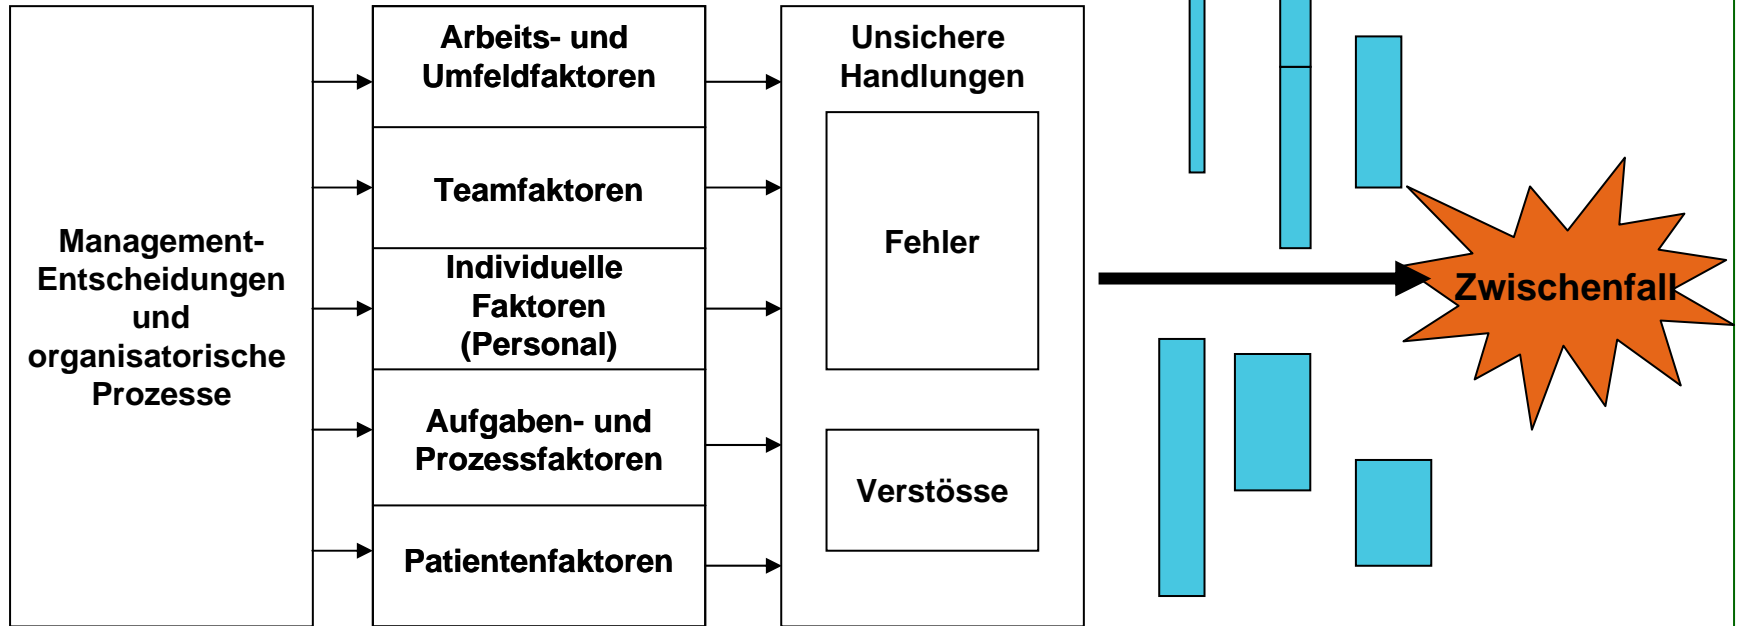 Management-
Entscheidungen
und
organisatorische
Prozesse
Arbeits- und
Umfeldfaktoren
Teamfaktoren
Individuelle
Faktoren
(Personal)
Aufgaben- und
Prozessfaktoren
Patientenfaktoren
Unsichere
Handlungen
Fehler
Verstösse
Zwischenfall